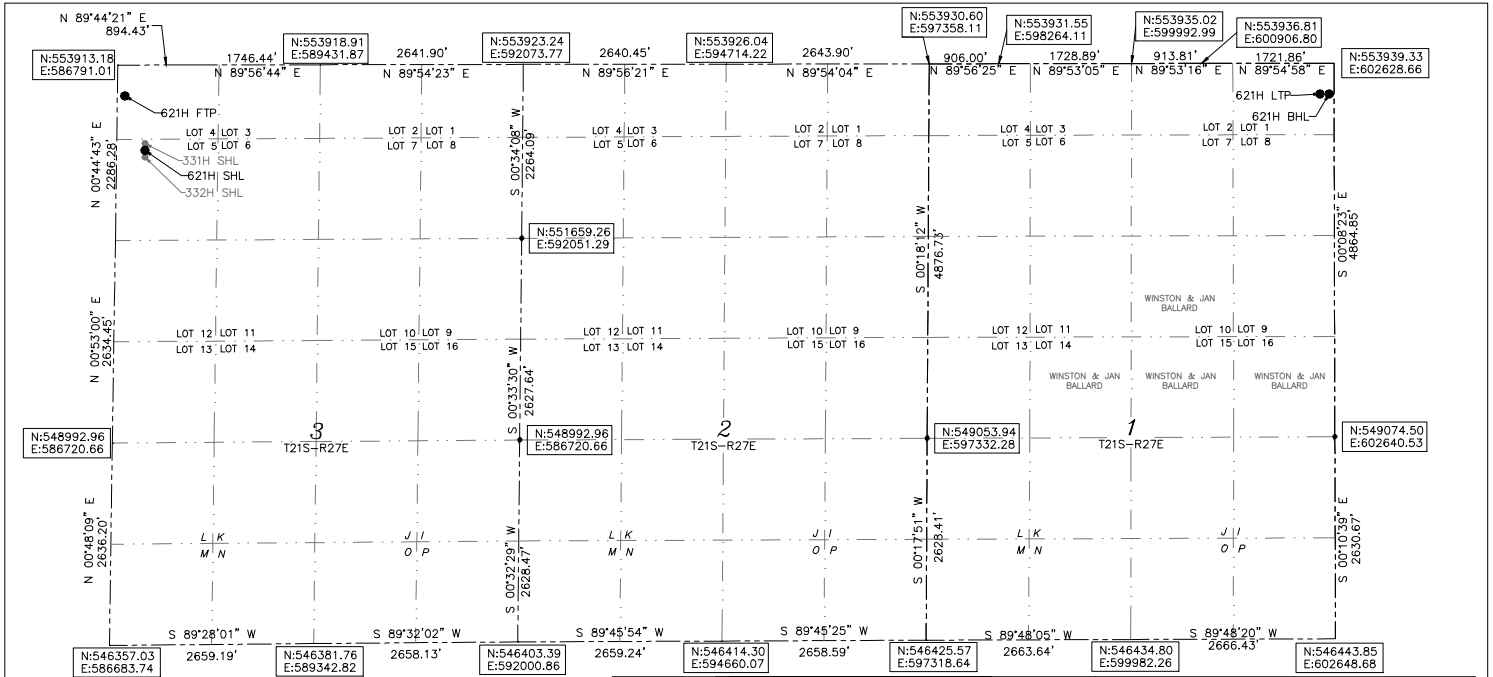 N 89°44'21" E
894.43'
N:553913.18
E:586791.01
1746.44'
N 89°56'44" E
N:553918.91
E:589431.87
2641.90'
N 89°54'23" E
N:553923.24
E:592073.77
2640.45'
N 89°56'21" E
N:553926.04
E:594714.22
2643.90'
N 89°54'04" E
N:553930.60
E:597358.11
906.00'
N 89°56'25" E
N:553931.55
E:598264.11
1728.89'
N 89°53'05" E
N:553935.02
E:599992.99
913.81'
N 89°53'16" E
N:553936.81
E:600906.80
1721.86'
N 89°54'58" E
N:553939.33
E:602628.66
621H FTP
621H LTP
621H BHL
LOT 4 LOT 3
LOT 5 LOT 6
LOT 2 LOT 1
LOT 7 LOT 8
LOT 4 LOT 3
LOT 5 LOT 6
LOT 2 LOT 1
LOT 7 LOT 8
LOT 4 LOT 3
LOT 5 LOT 6
LOT 2 LOT 1
LOT 7 LOT 8
331H SHL
621H SHL
332H SHL
N 00°44'43" E
2286.28'
S 00°34'08" W
2264.09'
N:551659.26
E:592051.29
S 00°18'12" W
4876.73'
S 00°08'23" E
4864.85'
WINSTON & JAN
BALLARD
N 00°53'00" E
2634.45'
LOT 12 LOT 11
LOT 13 LOT 14
LOT 10 LOT 9
LOT 15 LOT 16
LOT 12 LOT 11
LOT 13 LOT 14
LOT 10 LOT 9
LOT 15 LOT 16
LOT 12 LOT 11
LOT 13 LOT 14
LOT 10 LOT 9
LOT 15 LOT 16
S 00°33'30" W
2627.64'
WINSTON & JAN
BALLARD
WINSTON & JAN
BALLARD
WINSTON & JAN
BALLARD
N:548992.96
E:586720.66
3
T21S-R27E
N:548992.96
E:586720.66
2
T21S-R27E
N:549053.94
E:597332.28
1
T21S-R27E
N:549074.50
E:602640.53
N 00°48'09" E
2636.20'
L K
M N
J I
O P
S 00°32'29" W
2628.47'
L K
M N
J I
O P
S 00°17'51" W
2628.41'
L K
M N
J I
O P
S 00°10'39" E
2630.67'
N:546357.03
E:586683.74
S 89°28'01" W
2659.19'
N:546381.76
E:589342.82
S 89°32'02" W
2658.13'
N:546403.39
E:592000.86
S 89°45'54" W
2659.24'
N:546414.30
E:594660.07
S 89°45'25" W
2658.59'
N:546425.57
E:597318.64
S 89°48'05" W
2663.64'
N:546434.80
E:599982.26
S 89°48'20" W
2666.43'
N:546443.85
E:602648.68